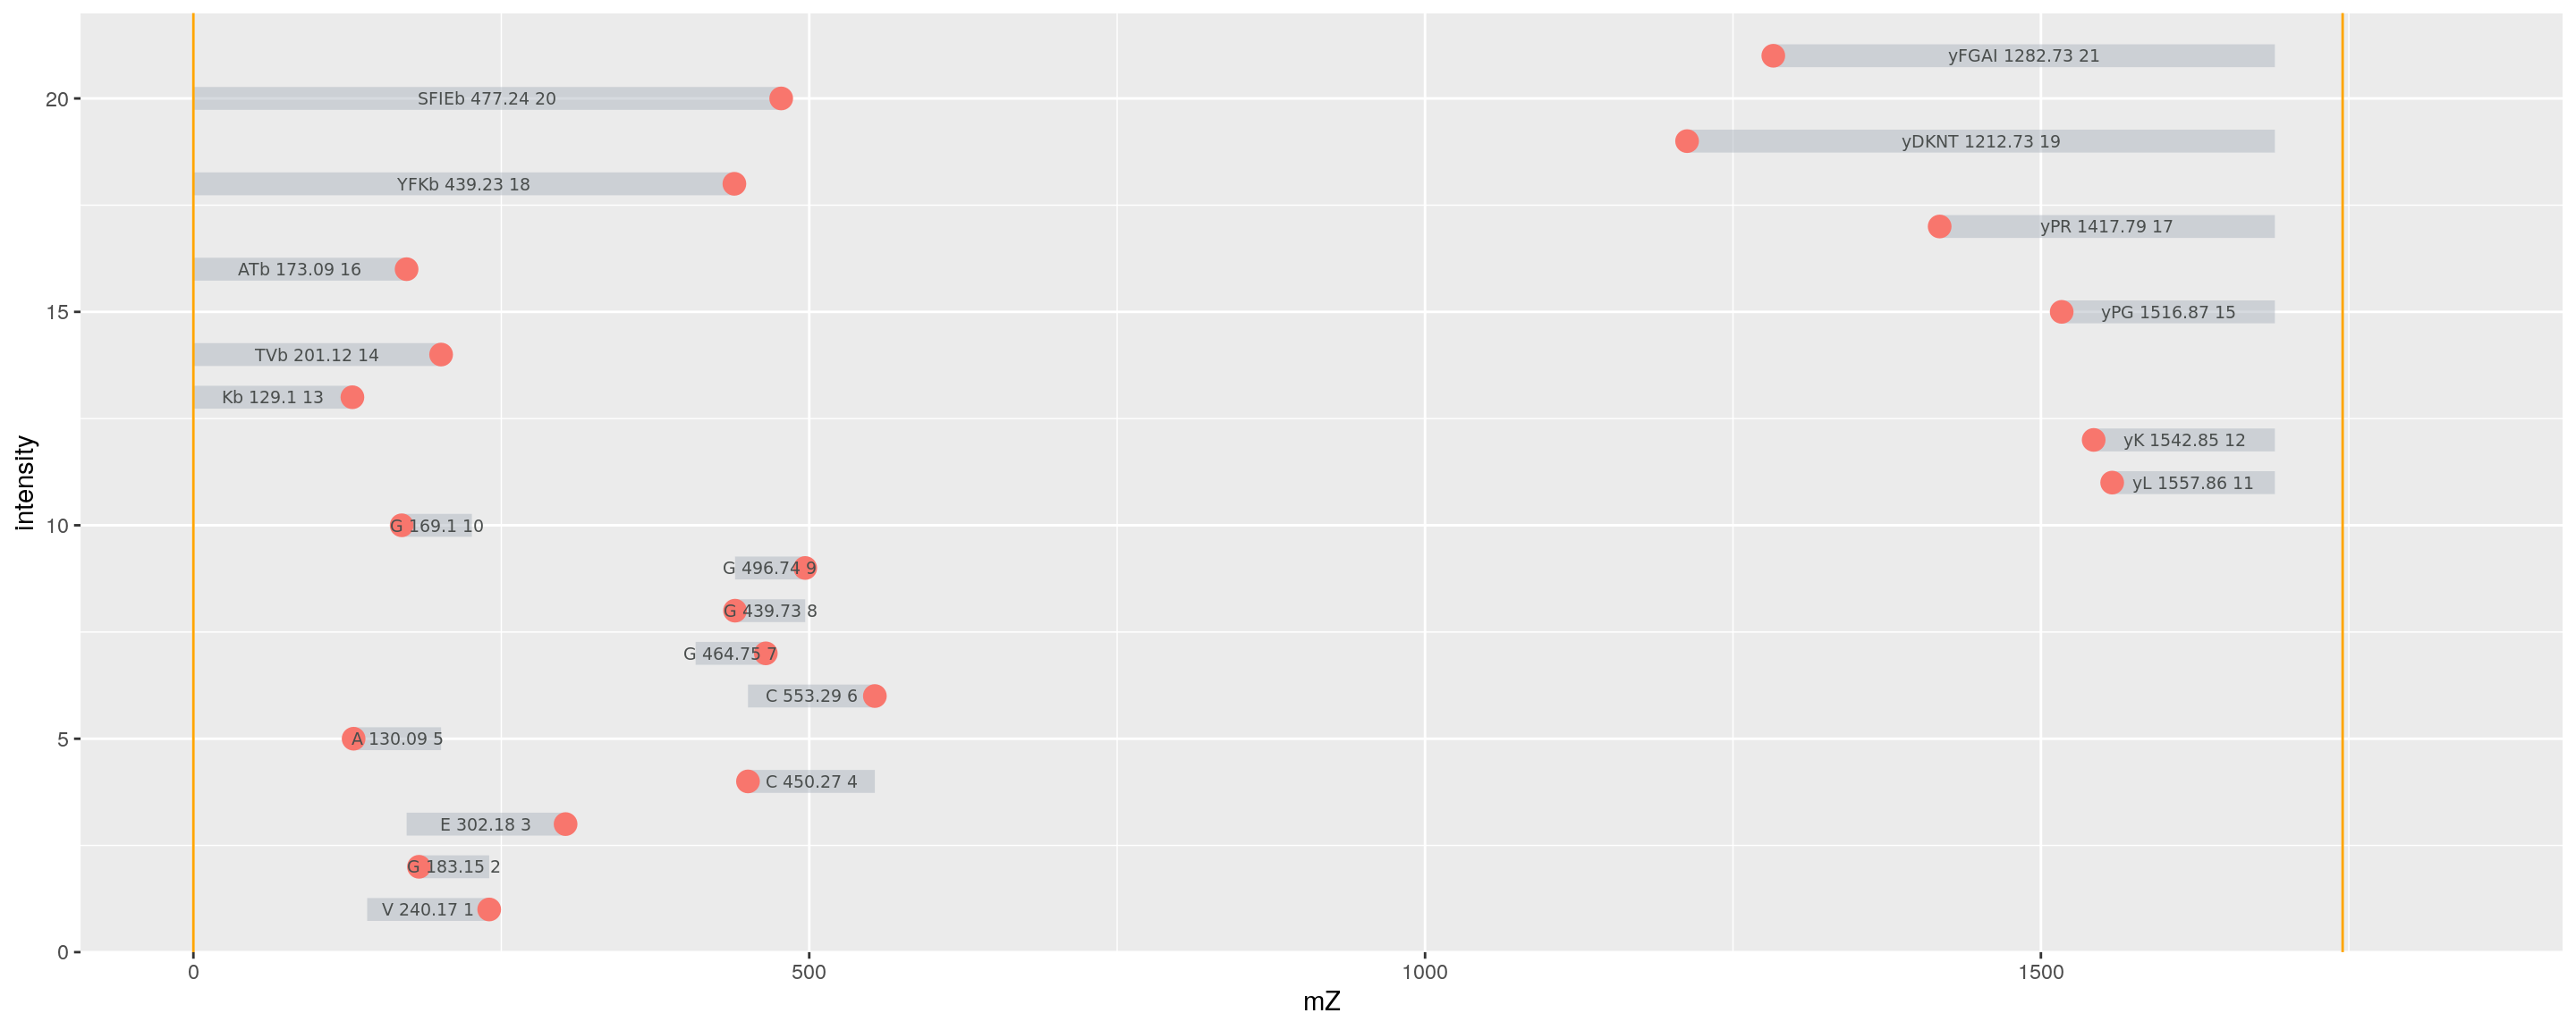 yFGAI 1282.73 21
20
SFIEb 477.24 20
yDKNT 1212.73 19
YFKb 439.23 18
yPR 1417.79 17
ATb 173.09 16
15
yPG 1516.87 15
TVb 201.12 14
Kb 129.1 13
yK 1542.85 12
yL 1557.86 11
10
G 169.1 10
G 496.74 9
G 439.73 8
G 464.75 7
C 553.29 6
5
A 130.09 5
C 450.27 4
E 302.18 3
G 183.15 2
V 240.17 1
0
intensity
0 500 1000 1500
mZ